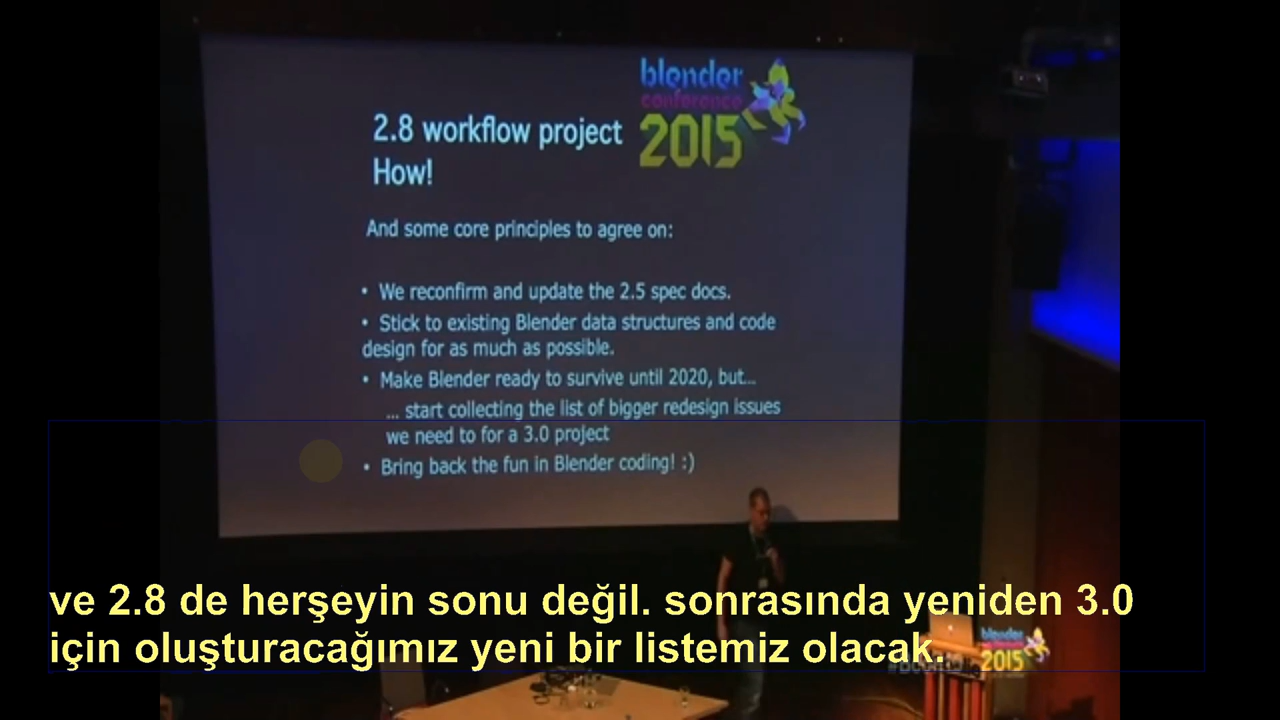 blender
conference
2015
2.8 workflow project
How!
And some core principles to agree on:
• We reconfirm and update the 2.5 spec docs.
• Stick to existing Blender data structures and code
design for as much as possible.
• Make Blender ready to survive until 2020, but...
... start collecting the list of bigger redesign issues
we need to for a 3.0 project
• Bring back the fun in Blender coding! :)
ve 2.8 de herşeyin sonu değil. sonrasında yeniden 3.0
için oluşturacağımız yeni bir listemiz olacak.
blender
2015